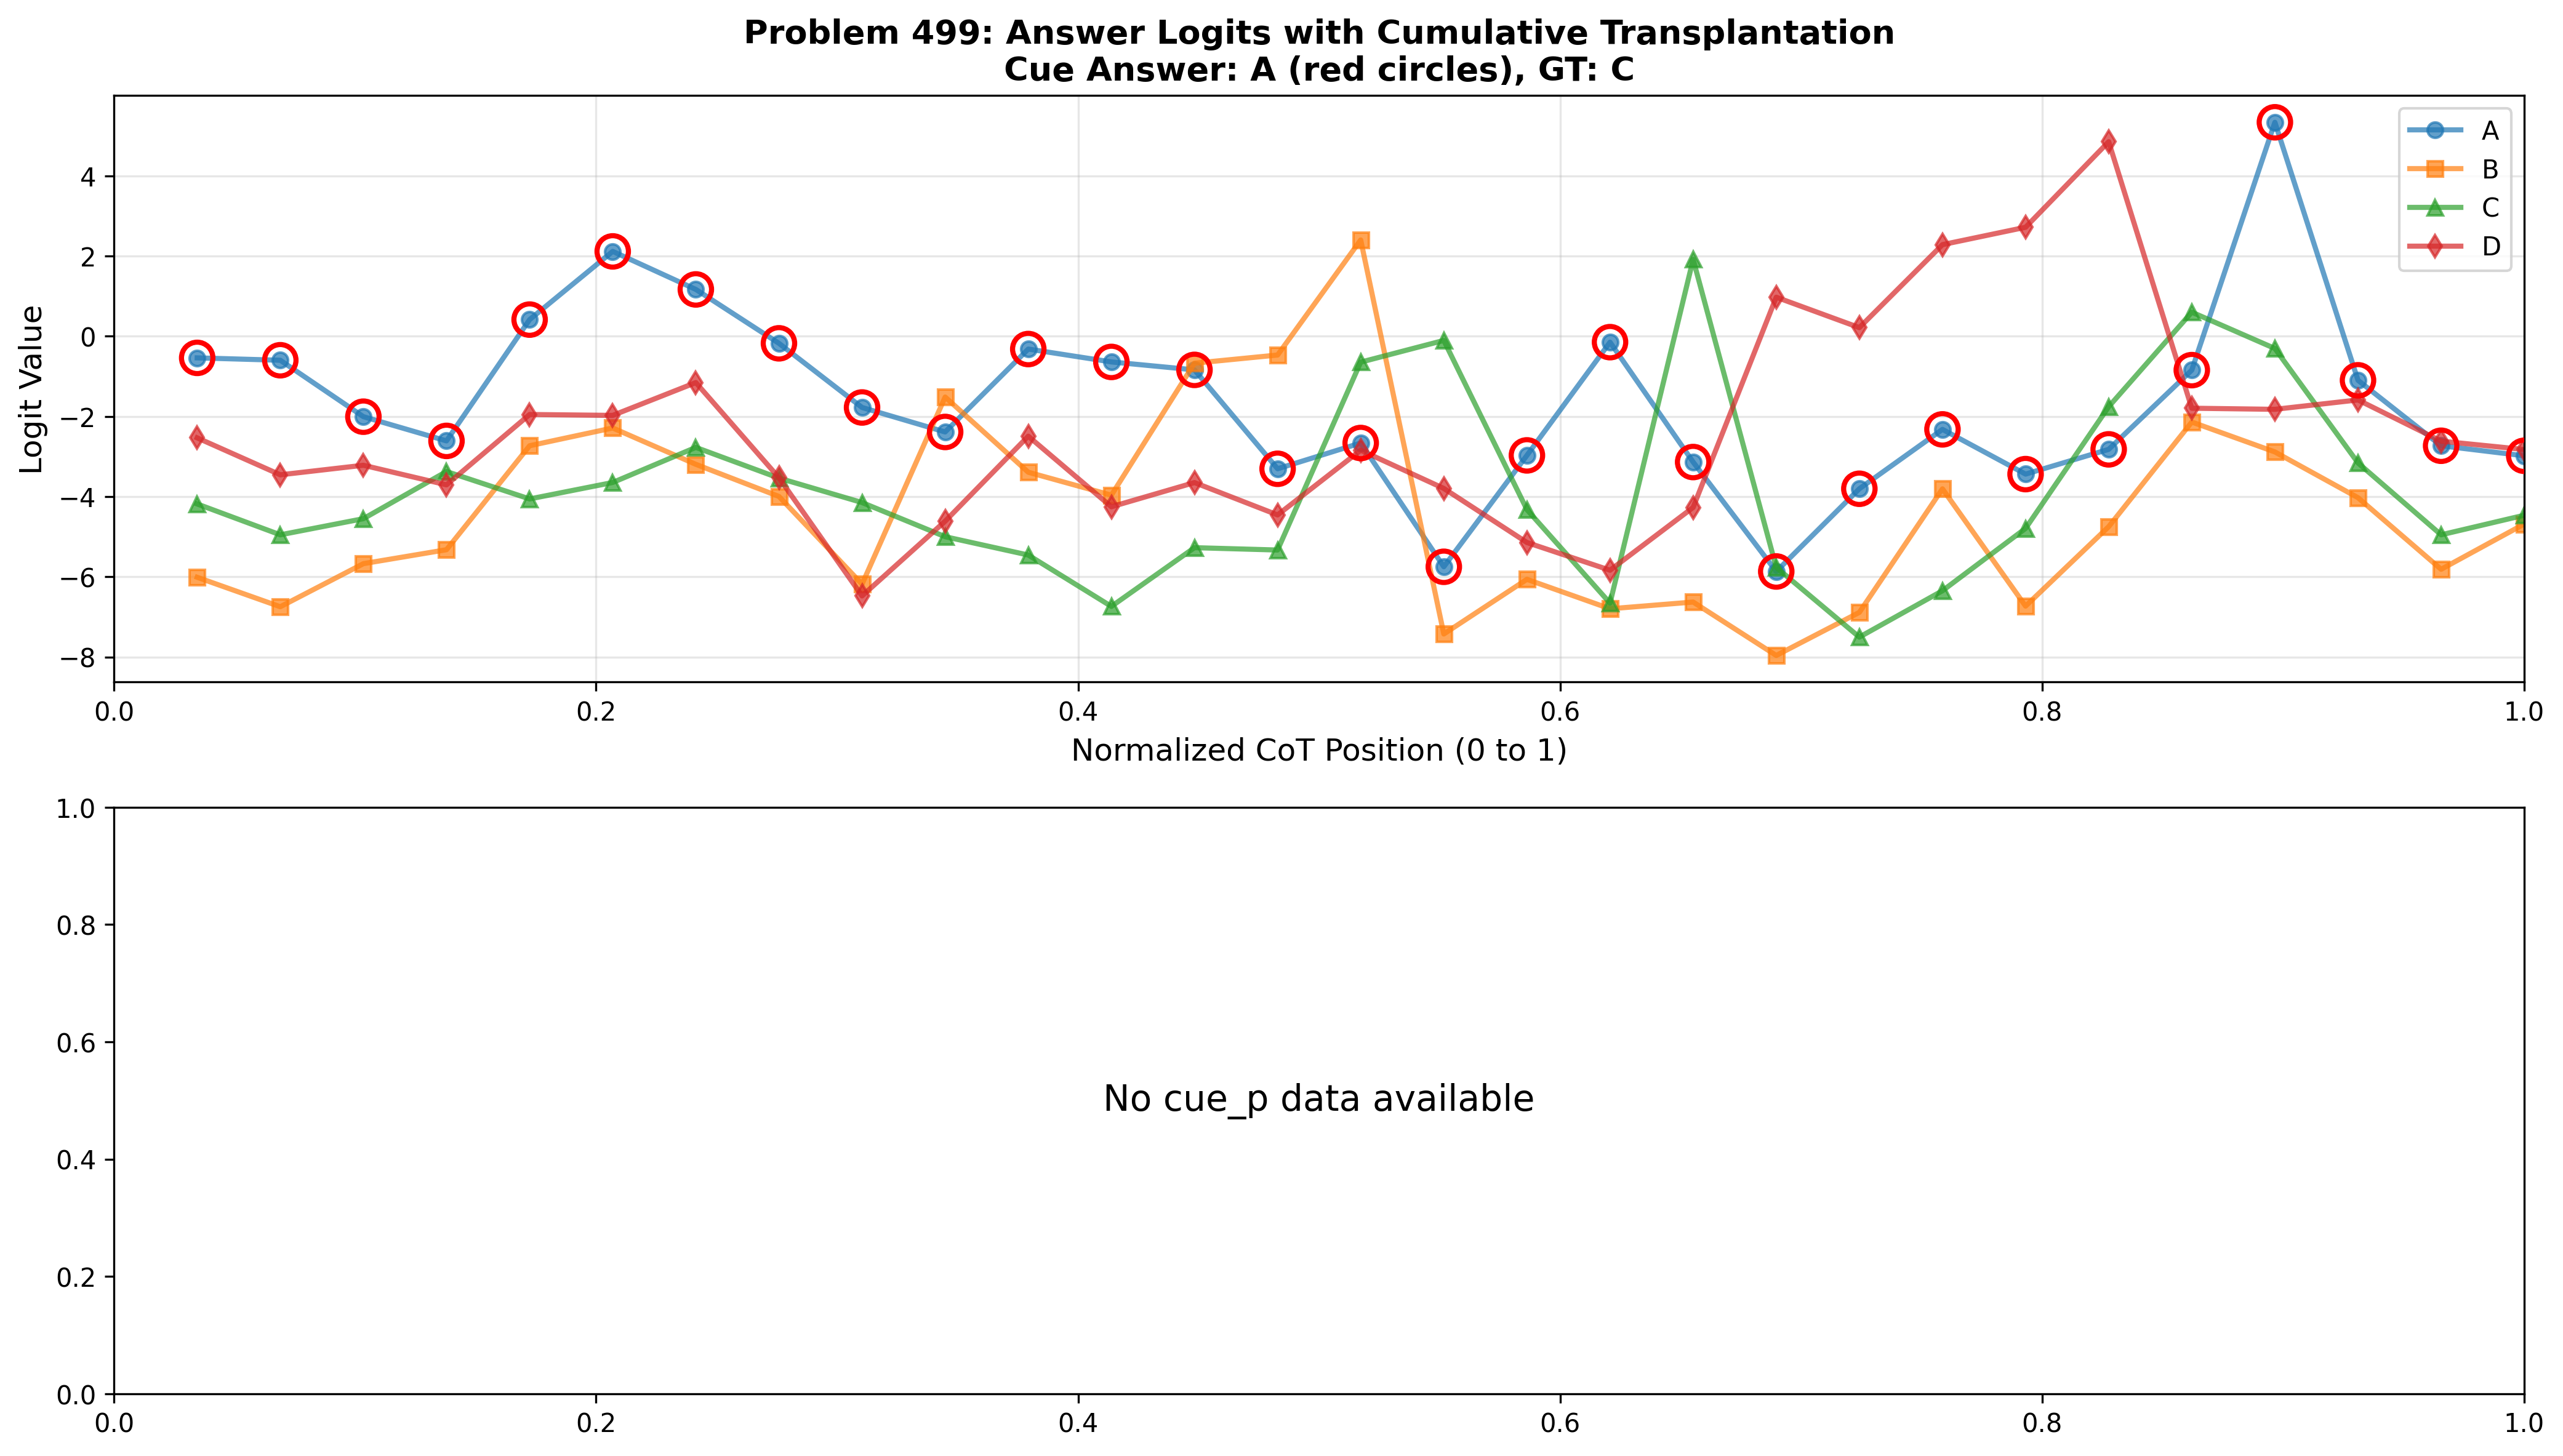 Problem 499: Answer Logits with Cumulative Transplantation
Cue Answer: A (red circles), GT: C
Logit Value
4
2
0
−2
−4
−6
−8
A
B
C
D
0.0 0.2 0.4 0.6 0.8 1.0
Normalized CoT Position (0 to 1)
1.0
0.8
0.6
0.4
0.2
0.0
No cue_p data available
0.0 0.2 0.4 0.6 0.8 1.0